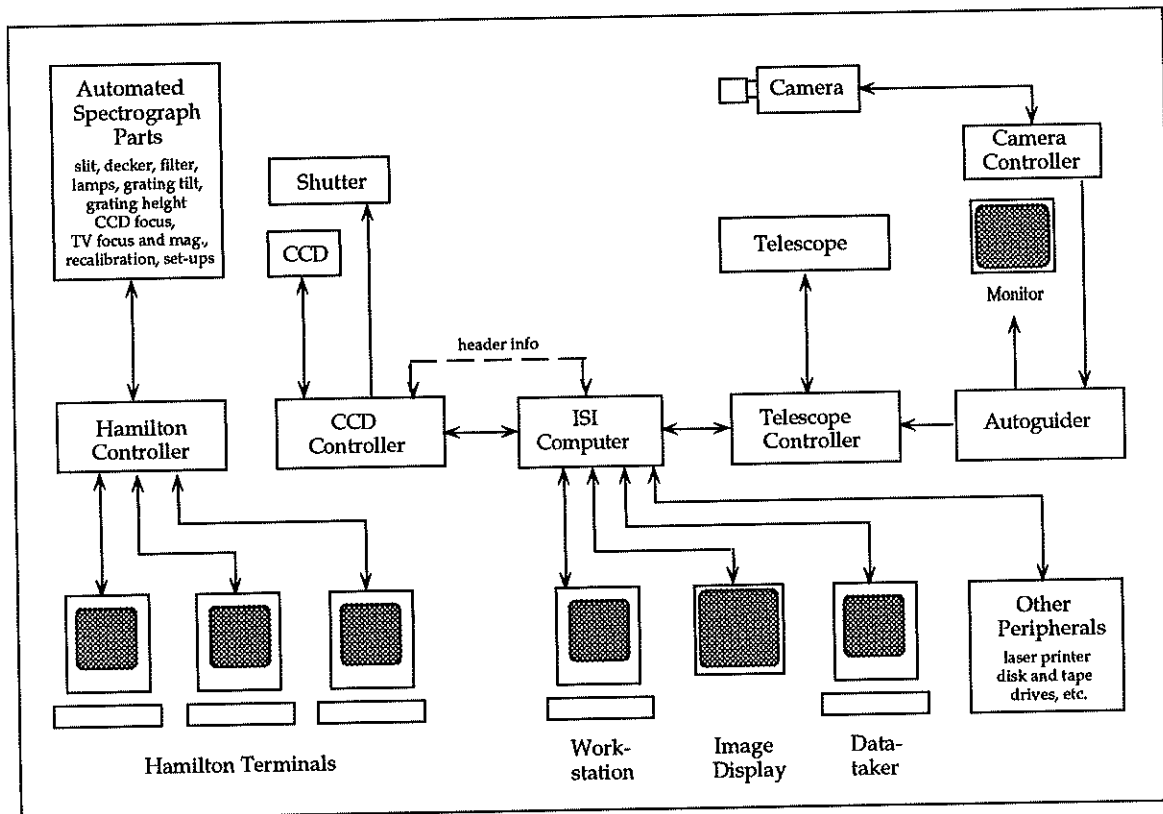 Automated
Spectrograph
Parts
slit, decker, filter,
lamps, grating tilt,
grating height
CCD focus,
TV focus and mag.,
recalibration, set-ups
Shutter
CCD
Camera
Camera
Controller
Telescope
Monitor
header info
Hamilton
Controller
CCD
Controller
ISI
Computer
Telescope
Controller
Autoguider
Other
Peripherals
laser printer
disk and tape
drives, etc.
Hamilton Terminals
Work-
station
Image
Display
Data-
taker